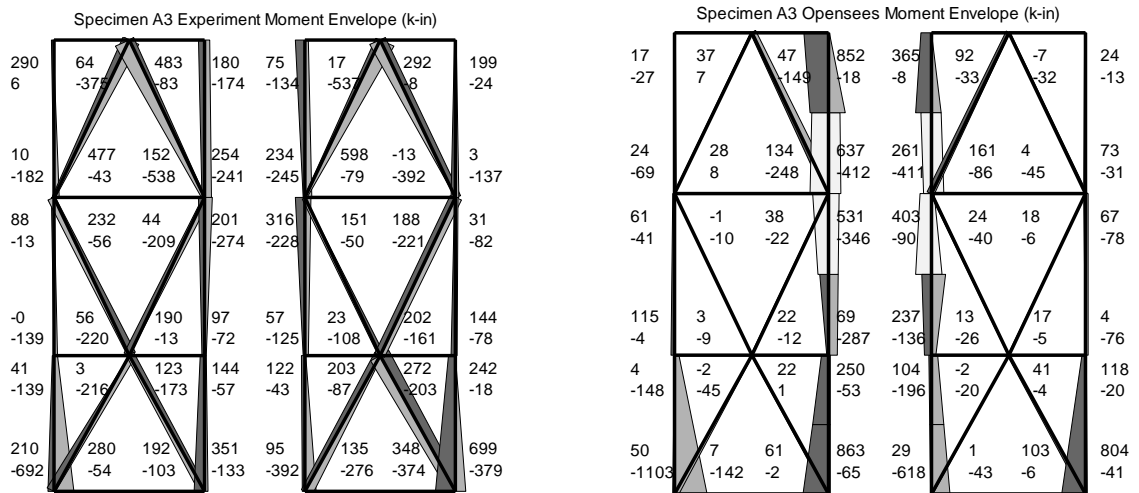 Specimen A3 Experiment Moment Envelope (k-in)
290 64 483 180 75 17 292 199
6 -375 -83 -174 -134 -537 -8 -24
10 477 152 254 234 598 -13 3
-182 -43 -538 -241 -245 -79 -392 -137
88 232 44 201 316 151 188 31
-13 -56 -209 -274 -228 -50 -221 -82
-0 56 190 97 57 23 202 144
-139 -220 -13 -72 -125 -108 -161 -78
41 3 123 144 122 203 272 242
-139 -216 -173 -57 -43 -87 -203 -18
210 280 192 351 95 135 348 699
-692 -54 -103 -133 -392 -276 -374 -379
Specimen A3 Opensees Moment Envelope (k-in)
17 37 47 852 365 92 -7 24
-27 7 -149 -18 -8 -33 -32 -13
24 28 134 637 261 161 4 73
-69 8 -248 -412 -411 -86 -45 -31
61 -1 38 531 403 24 18 67
-41 -10 -22 -346 -90 -40 -6 -78
115 3 22 69 237 13 17 4
-4 -9 -12 -287 -136 -26 -5 -76
4 -2 22 250 104 -2 41 118
-148 -45 1 -53 -196 -20 -4 -20
50 7 61 863 29 1 103 804
-1103 -142 -2 -65 -618 -43 -6 -41